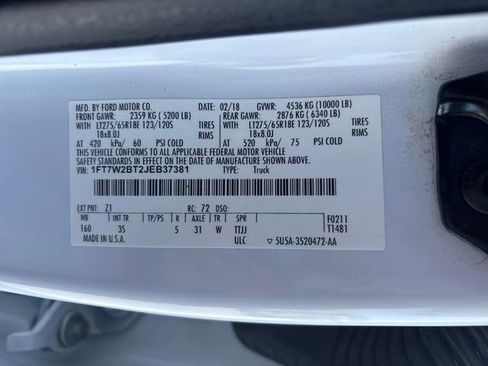 MFD. BY FORD MOTOR CO. 02/18 GVWR: 4536 KG (10000 LB)
FRONT GAWR: 2359 KG (5200 LB) REAR GAWR: 2876 KG (6340 LB)
WITH LT275/65R18E 123/120S TIRES WITH LT275/65R18E 123/120S TIRES
18x8.0J RIMS 18x8.0J RIMS
AT 420 kPa/ 60 PSI COLD AT 520 kPa/ 75 PSI COLD
THIS VEHICLE CONFORMS TO ALL APPLICABLE FEDERAL MOTOR VEHICLE
SAFETY STANDARDS IN EFFECT ON THE DATE OF MANUFACTURE SHOWN ABOVE.
VIN: 1FT7W2BT2JEB37381 TYPE: Truck
EXT PNT: Z1 RC: 72 DSO:
WB INT TR TP/PS R AXLE TR SPR F0211
160 3S 5 31 W TTJJ T1481
MADE IN U.S.A. ULC 5U5A-3520472-AA